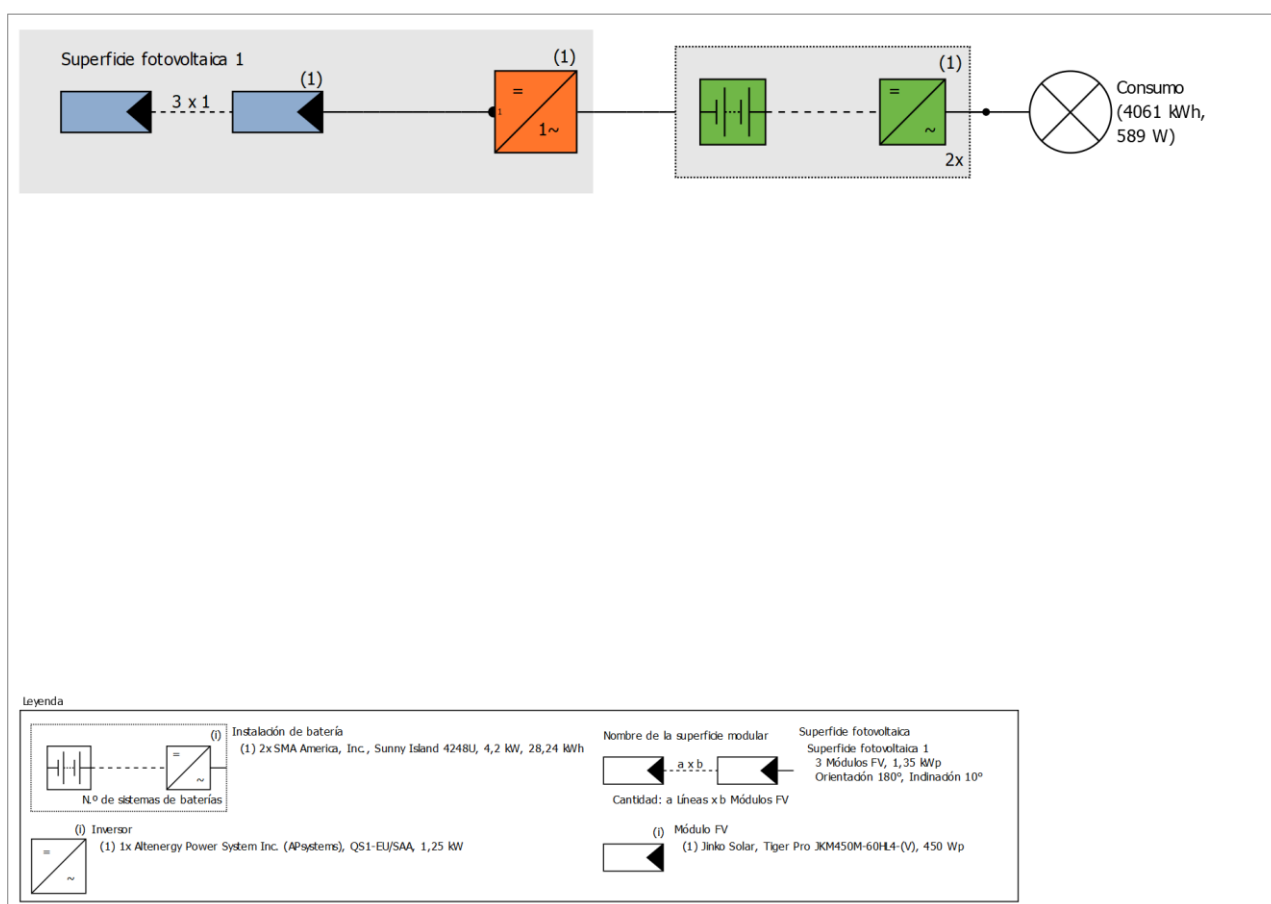 Superficie fotovoltaica 1
(1)
3 x 1
(1)
=
1
1~
(1)
=
~
2x
Consumo
(4061 kWh,
589 W)
Leyenda
(i)
=
~
N.º de sistemas de baterías
Instalación de batería
(1) 2x SMA America, Inc., Sunny Island 4248U, 4,2 kW, 28,24 kWh
(i) Inversor
=
~
(1) 1x Altenergy Power System Inc. (APsystems), QS1-EU/SAA, 1,25 kW
Nombre de la superficie modular
a x b
Cantidad: a Líneas x b Módulos FV
Superficie fotovoltaica
Superficie fotovoltaica 1
3 Módulos FV, 1,35 kWp
Orientación 180º, Inclinación 10º
(i) Módulo FV
(1) Jinko Solar, Tiger Pro JKM450M-60HL4-(V), 450 Wp